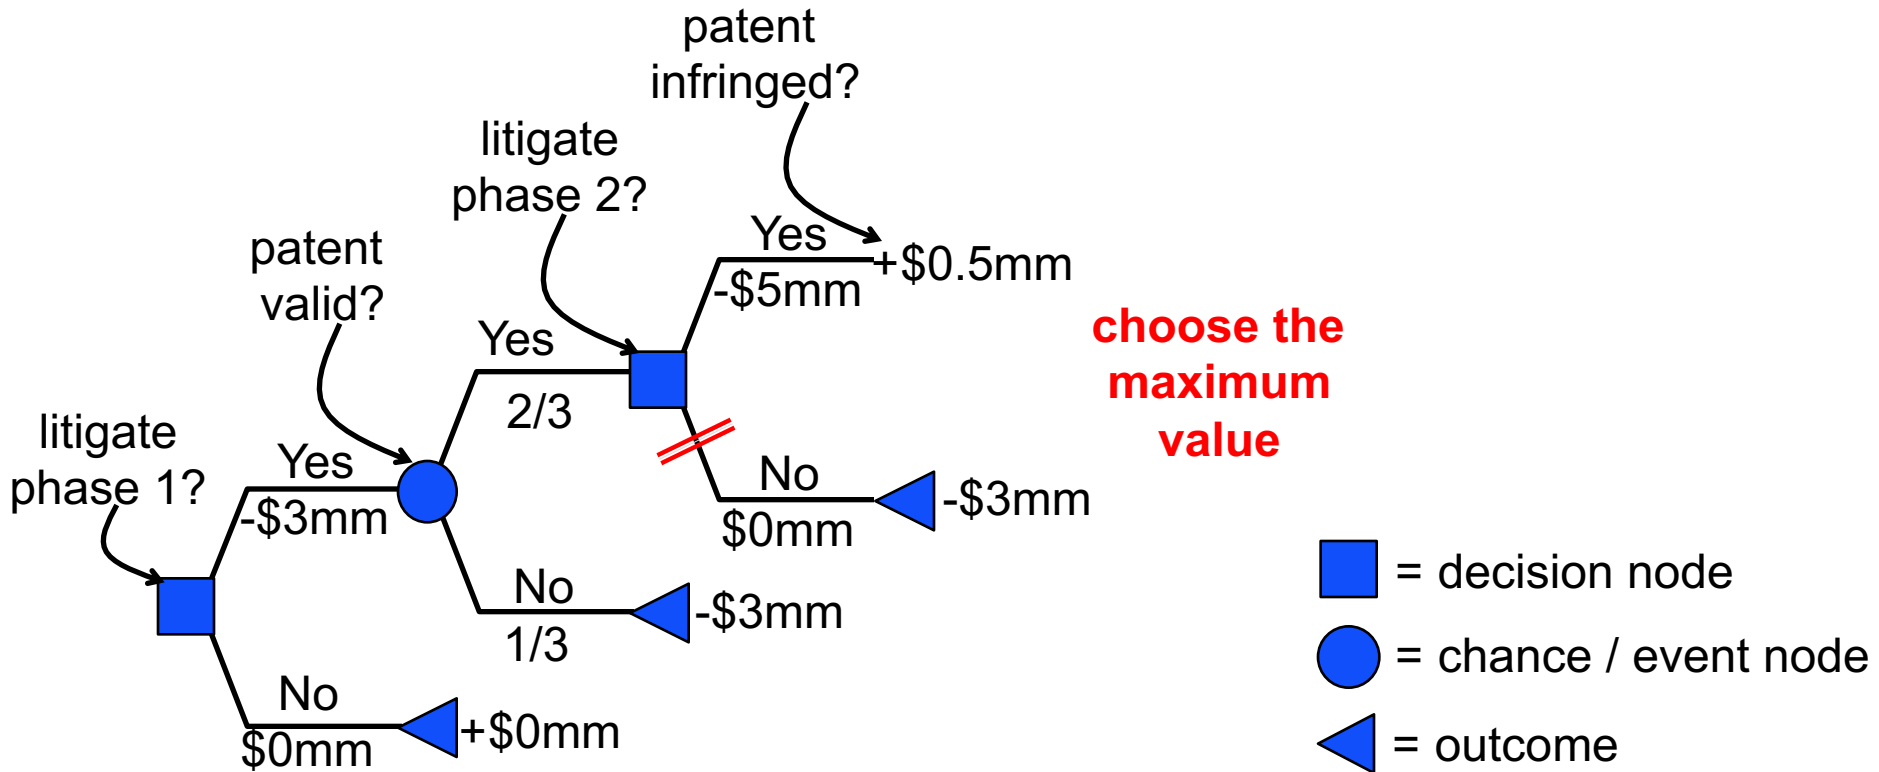 patent
infringed?
litigate
phase 2?
Yes
-$5mm
+$0.5mm
patent
valid?
Yes
2/3
choose the
maximum
value
litigate
phase 1?
Yes
-$3mm
No
$0mm
-$3mm
No
1/3
-$3mm
No
$0mm
+$0mm
= decision node
= chance / event node
= outcome